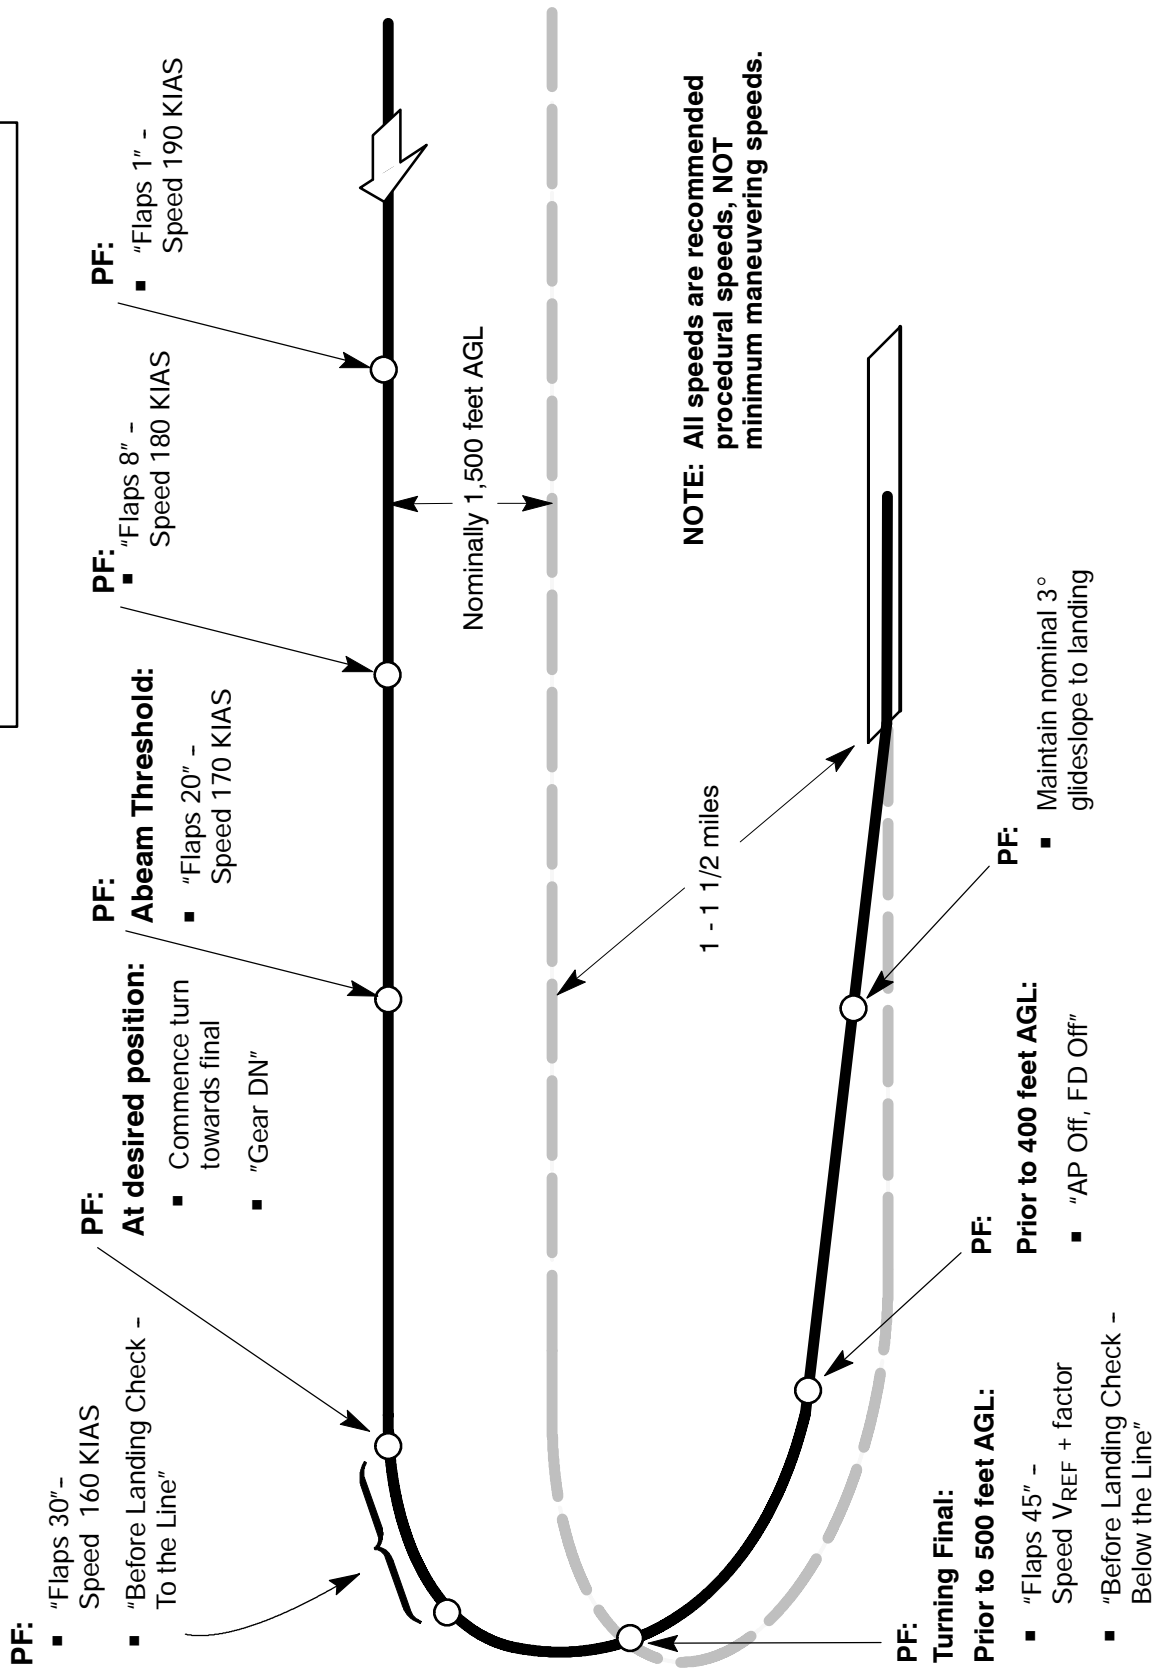 PF:
▪ “Flaps 1” –
Speed 190 KIAS
PF:
▪ “Flaps 8” –
Speed 180 KIAS
PF:
Abeam Threshold:
▪ “Flaps 20” –
Speed 170 KIAS
PF:
At desired position:
▪ Commence turn
towards final
▪ “Gear DN”
PF:
▪ “Flaps 30”–
Speed 160 KIAS
▪ “Before Landing Check –
To the Line”
Nominally 1,500 feet AGL
1 - 1 1/2 miles
NOTE: All speeds are recommended
procedural speeds, NOT
minimum maneuvering speeds.
PF:
Turning Final:
Prior to 500 feet AGL:
▪ “Flaps 45” –
Speed VREF + factor
▪ “Before Landing Check –
Below the Line”
PF:
Prior to 400 feet AGL:
▪ “AP Off, FD Off”
PF:
▪ Maintain nominal 3°
glideslope to landing